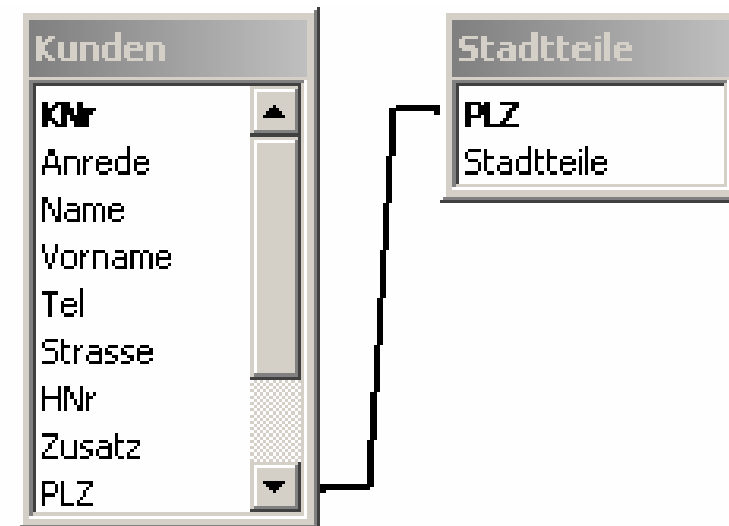 Kunden
KNr
Anrede
Name
Vorname
Tel
Strasse
HNr
Zusatz
PLZ
Stadtteile
PLZ
Stadtteile